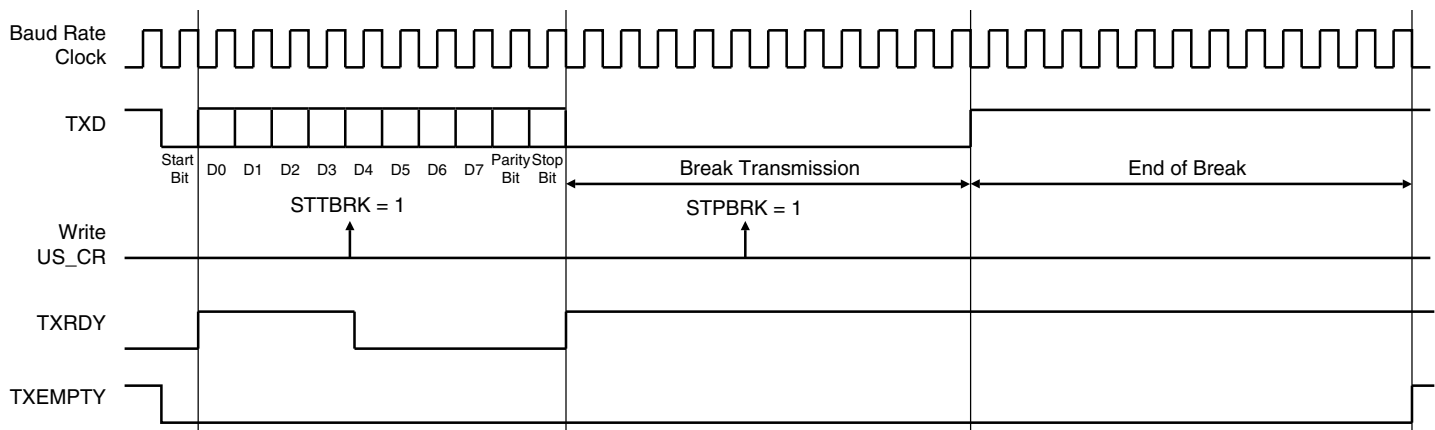 Baud Rate
Clock
TXD
Start
Bit
D0 D1 D2 D3 D4 D5 D6 D7
Parity
Bit
Stop
Bit
Break Transmission
End of Break
STTBRK = 1
STPBRK = 1
Write
US_CR
TXRDY
TXEMPTY